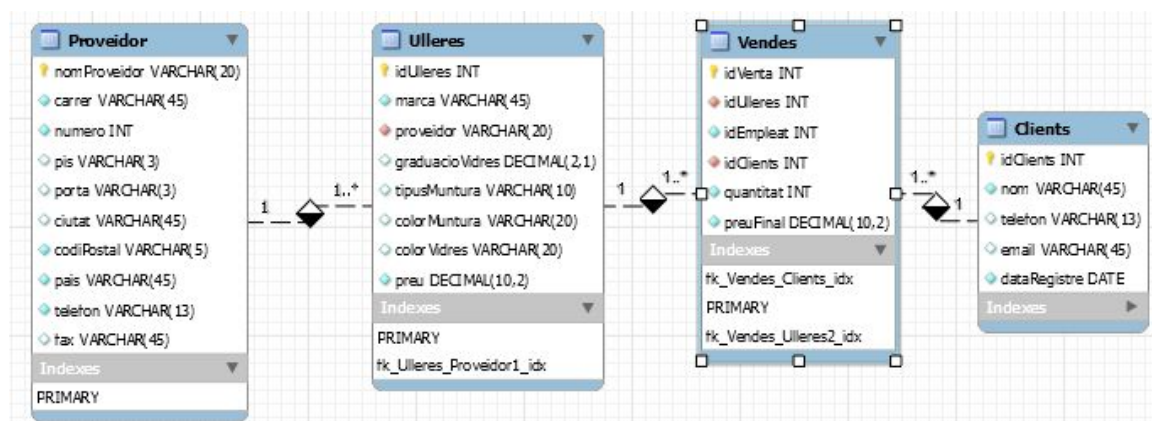 Proveidor
nomProveidor VARCHAR(20)
carrer VARCHAR(45)
numero INT
pis VARCHAR(3)
porta VARCHAR(3)
ciutat VARCHAR(45)
codiPostal VARCHAR(5)
pais VARCHAR(45)
telefon VARCHAR(13)
fax VARCHAR(45)
Indexes
PRIMARY
1
1..*
Ulleres
idUlleres INT
marca VARCHAR(45)
proveidor VARCHAR(20)
graduacioVidres DECIMAL(2,1)
tipusMuntura VARCHAR(10)
colorMuntura VARCHAR(20)
colorVidres VARCHAR(20)
preu DECIMAL(10,2)
Indexes
PRIMARY
fk_Ulleres_Proveidor1_idx
1
1..*
Vendes
idVenta INT
idUlleres INT
idEmpleat INT
idClients INT
quantitat INT
preuFinal DECIMAL(10,2)
Indexes
fk_Vendes_Clients_idx
PRIMARY
fk_Vendes_Ulleres2_idx
1..*
1
Clients
idClients INT
nom VARCHAR(45)
telefon VARCHAR(13)
email VARCHAR(45)
dataRegistre DATE
Indexes